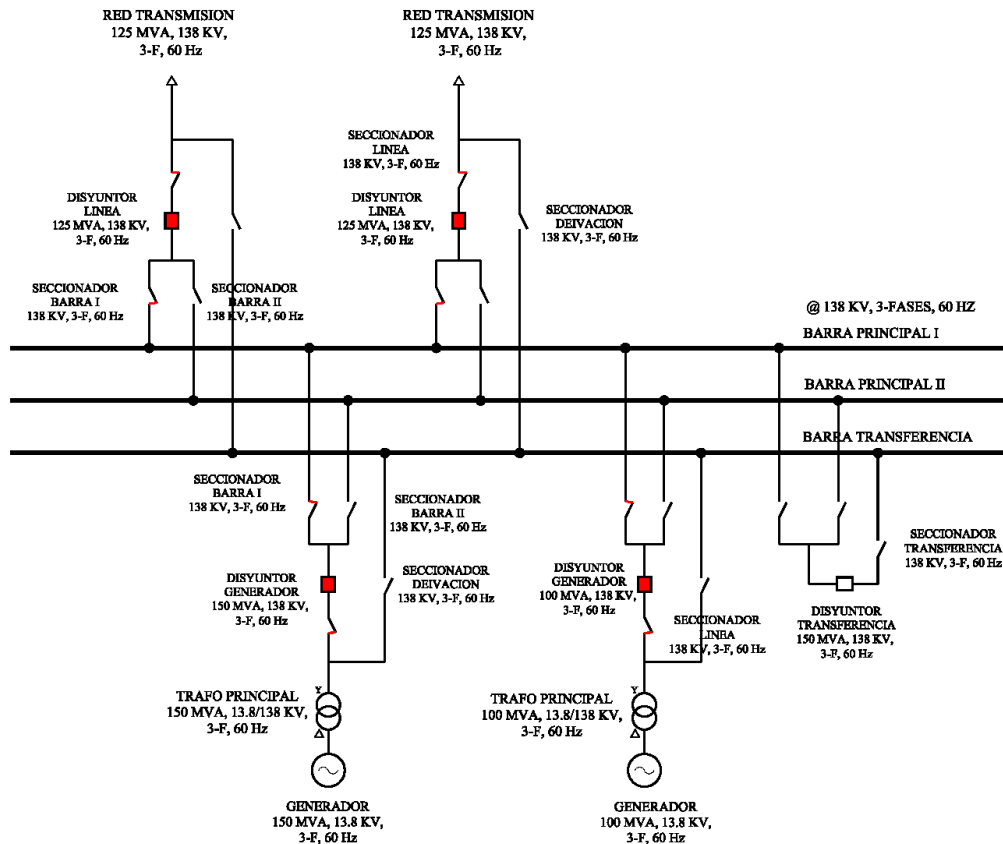 RED TRANSMISION
125 MVA, 138 KV,
3-F, 60 Hz
RED TRANSMISION
125 MVA, 138 KV,
3-F, 60 Hz
SECCIONADOR
LINEA
138 KV, 3-F, 60 Hz
DISYUNTOR
LINEA
125 MVA, 138 KV,
3-F, 60 Hz
DISYUNTOR
LINEA
125 MVA, 138 KV,
3-F, 60 Hz
SECCIONADOR
DEIVACION
138 KV, 3-F, 60 Hz
SECCIONADOR
BARRA I
138 KV, 3-F, 60 Hz
SECCIONADOR
BARRA II
138 KV, 3-F, 60 Hz
@ 138 KV, 3-FASES, 60 HZ
BARRA PRINCIPAL I
BARRA PRINCIPAL II
BARRA TRANSFERENCIA
SECCIONADOR
BARRA I
138 KV, 3-F, 60 Hz
SECCIONADOR
BARRA II
138 KV, 3-F, 60 Hz
SECCIONADOR
TRANSFERENCIA
138 KV, 3-F, 60 Hz
DISYUNTOR
GENERADOR
150 MVA, 138 KV,
3-F, 60 Hz
SECCIONADOR
DEIVACION
138 KV, 3-F, 60 Hz
DISYUNTOR
GENERADOR
100 MVA, 138 KV,
3-F, 60 Hz
SECCIONADOR
LINEA
138 KV, 3-F, 60 Hz
DISYUNTOR
TRANSFERENCIA
150 MVA, 138 KV,
3-F, 60 Hz
Y
TRAFO PRINCIPAL
150 MVA, 13.8/138 KV,
3-F, 60 Hz
Δ
Y
TRAFO PRINCIPAL
100 MVA, 13.8/138 KV,
3-F, 60 Hz
Δ
GENERADOR
150 MVA, 13.8 KV,
3-F, 60 Hz
GENERADOR
100 MVA, 13.8 KV,
3-F, 60 Hz